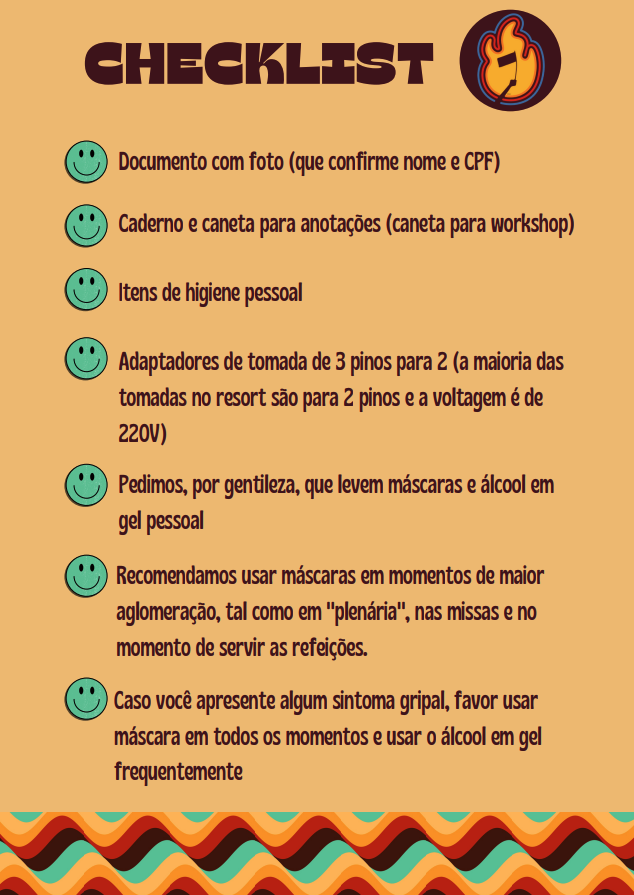 CHECKLIST
Documento com foto (que confirme nome e CPF)
Caderno e caneta para anotações (caneta para workshop)
Itens de higiene pessoal
Adaptadores de tomada de 3 pinos para 2 (a maioria das
tomadas no resort são para 2 pinos e a voltagem é de
220V)
Pedimos, por gentileza, que levem máscaras e álcool em
gel pessoal
Recomendamos usar máscaras em momentos de maior
aglomeração, tal como em "plenária", nas missas e no
momento de servir as refeições.
Caso você apresente algum sintoma gripal, favor usar
máscara em todos os momentos e usar o álcool em gel
frequentemente